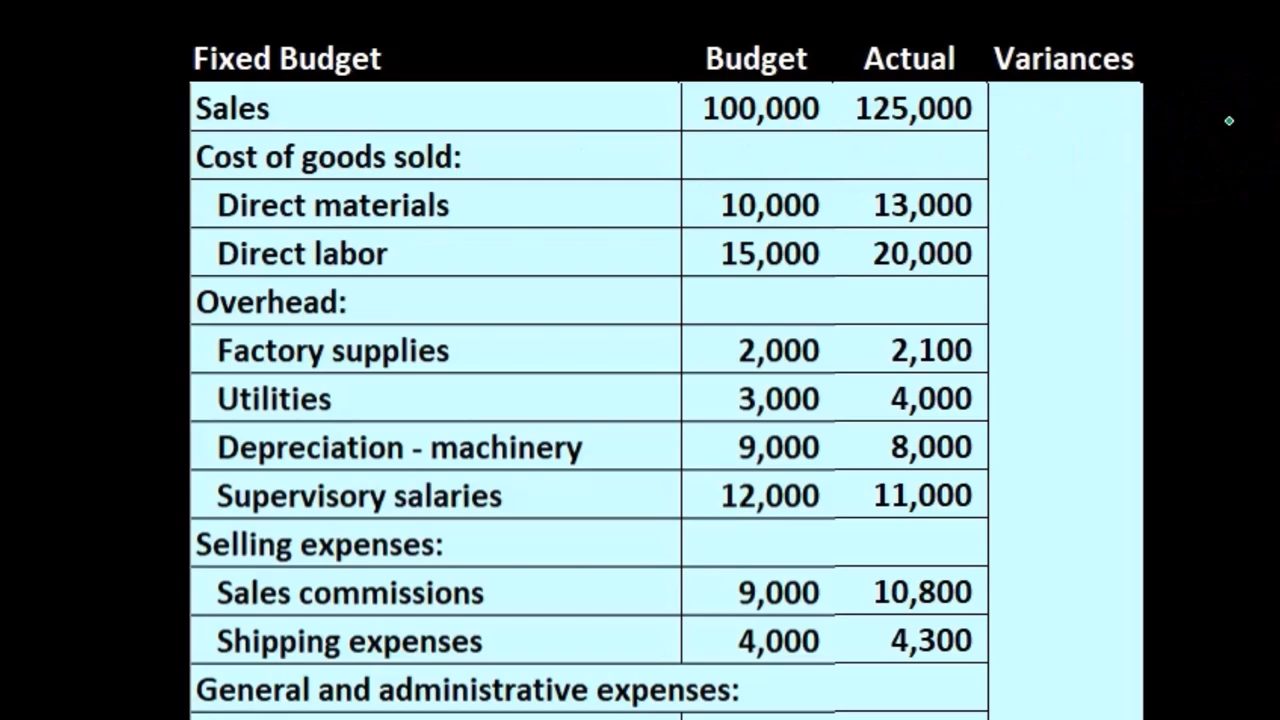 Fixed Budget Budget Actual Variances
Sales 100,000 125,000
Cost of goods sold:
Direct materials 10,000 13,000
Direct labor 15,000 20,000
Overhead:
Factory supplies 2,000 2,100
Utilities 3,000 4,000
Depreciation - machinery 9,000 8,000
Supervisory salaries 12,000 11,000
Selling expenses:
Sales commissions 9,000 10,800
Shipping expenses 4,000 4,300
General and administrative expenses: